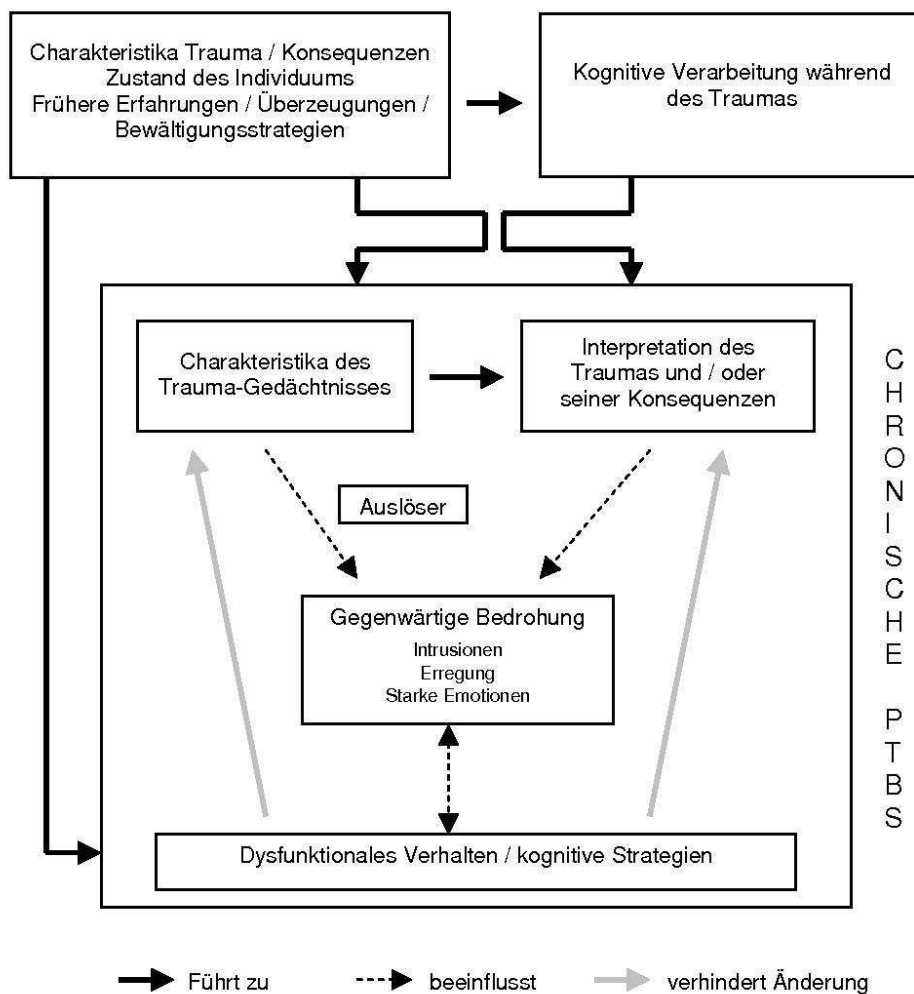 Charakteristika Trauma / Konsequenzen
Zustand des Individuums
Frühere Erfahrungen / Überzeugungen /
Bewältigungsstrategien
Kognitive Verarbeitung während
des Traumas
Charakteristika des
Trauma-Gedächtnisses
Interpretation des
Traumas und / oder
seiner Konsequenzen
Auslöser
Gegenwärtige Bedrohung
Intrusionen
Erregung
Starke Emotionen
Dysfunktionales Verhalten / kognitive Strategien
CHRONISCHE PTBS
Führt zu
beeinflusst
verhindert Änderung